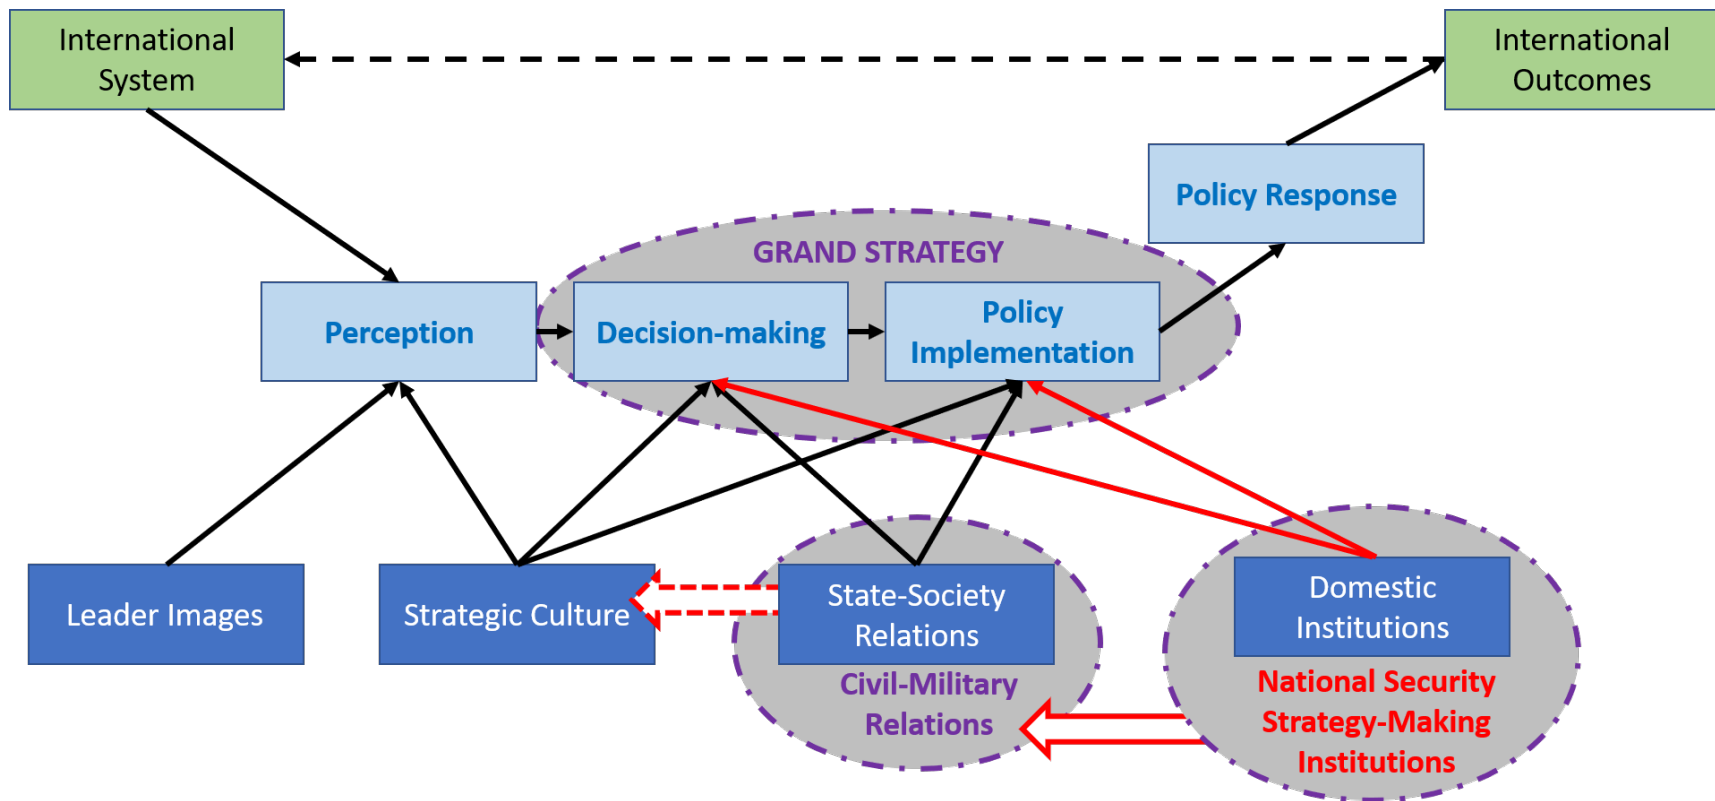 International
System
International
Outcomes
Policy Response
GRAND STRATEGY
Perception
Decision-making
Policy
Implementation
Leader Images
Strategic Culture
State-Society
Relations
Domestic
Institutions
Civil-Military
Relations
National Security
Strategy-Making
Institutions